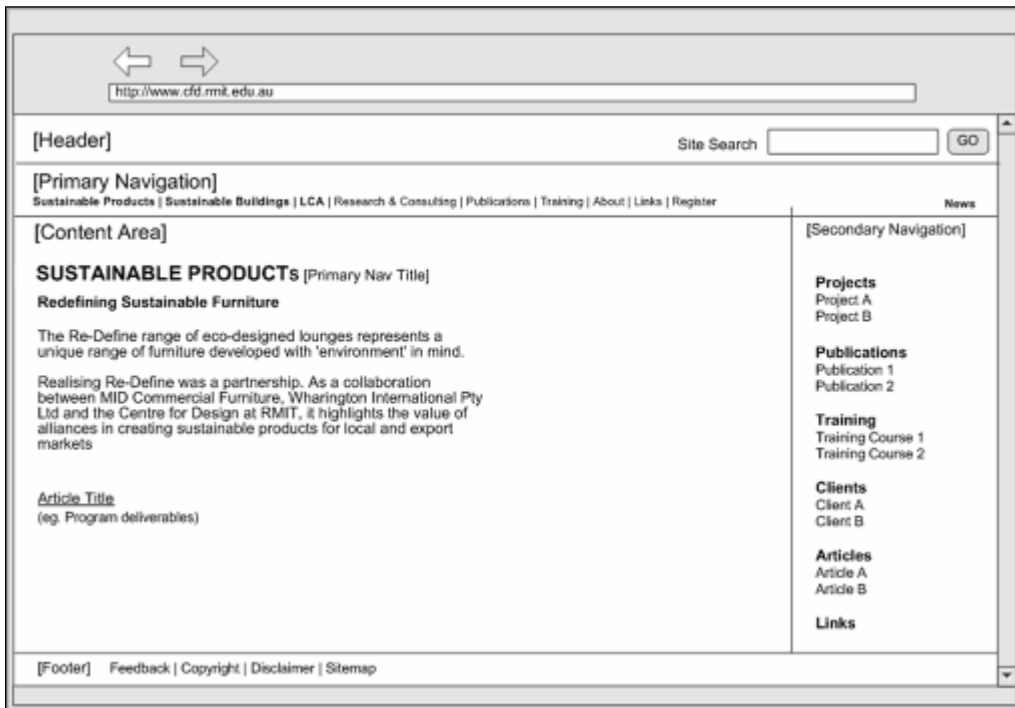 http://www.cfd.rmit.edu.au
[Header]
Site Search
GO
[Primary Navigation]
Sustainable Products | Sustainable Buildings | LCA | Research & Consulting | Publications | Training | About | Links | Register
News
[Content Area]
SUSTAINABLE PRODUCTs [Primary Nav Title]
Redefining Sustainable Furniture
The Re-Define range of eco-designed lounges represents a
unique range of furniture developed with 'environment' in mind.
Realising Re-Define was a partnership. As a collaboration
between MID Commercial Furniture, Wharington International Pty
Ltd and the Centre for Design at RMIT, it highlights the value of
alliances in creating sustainable products for local and export
markets
Article Title
(eg. Program deliverables)
[Secondary Navigation]
Projects
Project A
Project B
Publications
Publication 1
Publication 2
Training
Training Course 1
Training Course 2
Clients
Client A
Client B
Articles
Article A
Article B
Links
[Footer] Feedback | Copyright | Disclaimer | Sitemap